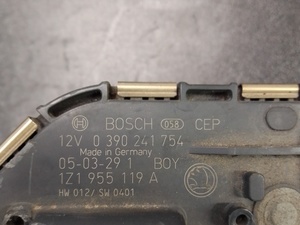 BOSCH 058 CEP
12V 0 390 241 754
Made in Germany
05-03-29 1 BOY
1Z1 955 119 A
HW 012/ SW 0401